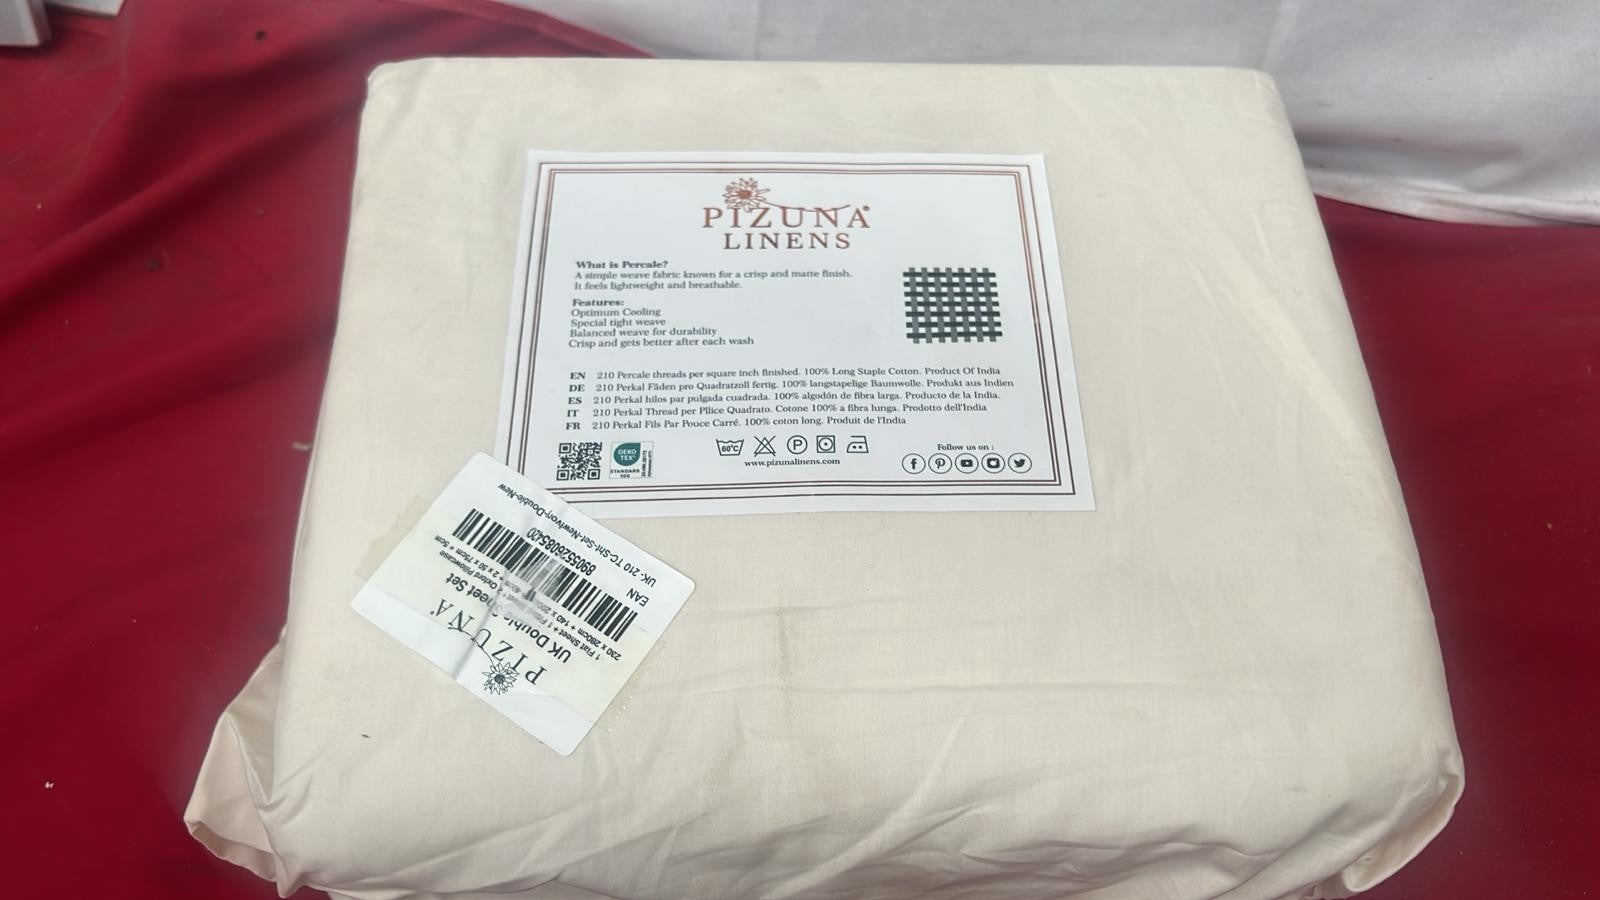 PIZUNA®
LINENS
What is Percale?
A simple weave fabric known for a crisp and matte finish.
It feels lightweight and breathable.
Features:
Optimum Cooling
Special tight weave
Balanced weave for durability
Crisp and gets better after each wash
EN 210 Percale threads per square inch finished. 100% Long Staple Cotton. Product Of India
DE 210 Perkal Fäden pro Quadratzoll fertig. 100% langstapelige Baumwolle. Produkt aus Indien
ES 210 Perkal hilos por pulgada cuadrada. 100% algodón de fibra larga. Producto de la India.
IT 210 Perkal Thread per Pllice Quadrato. Cotone 100% a fibra lunga. Prodotto dell'India
FR 210 Perkal Fils Par Pouce Carré. 100% coton long. Produit de l'India
OEKO
TEX®
STANDARD
100
60°C
P
www.pizunalinens.com
Follow us on :
PIZUNA®
UK Double Sheet Set
1 Flat Sheet + 1 Fitted Sheet + 2 Oxford Pillowcase
230 x 280cm + 140 x 200cm + 40cm + 2 x 50 x 75cm + 5cm
EAN
8905526085420
UK- 210 TC-Sht-Set-NewIvori-Double-New